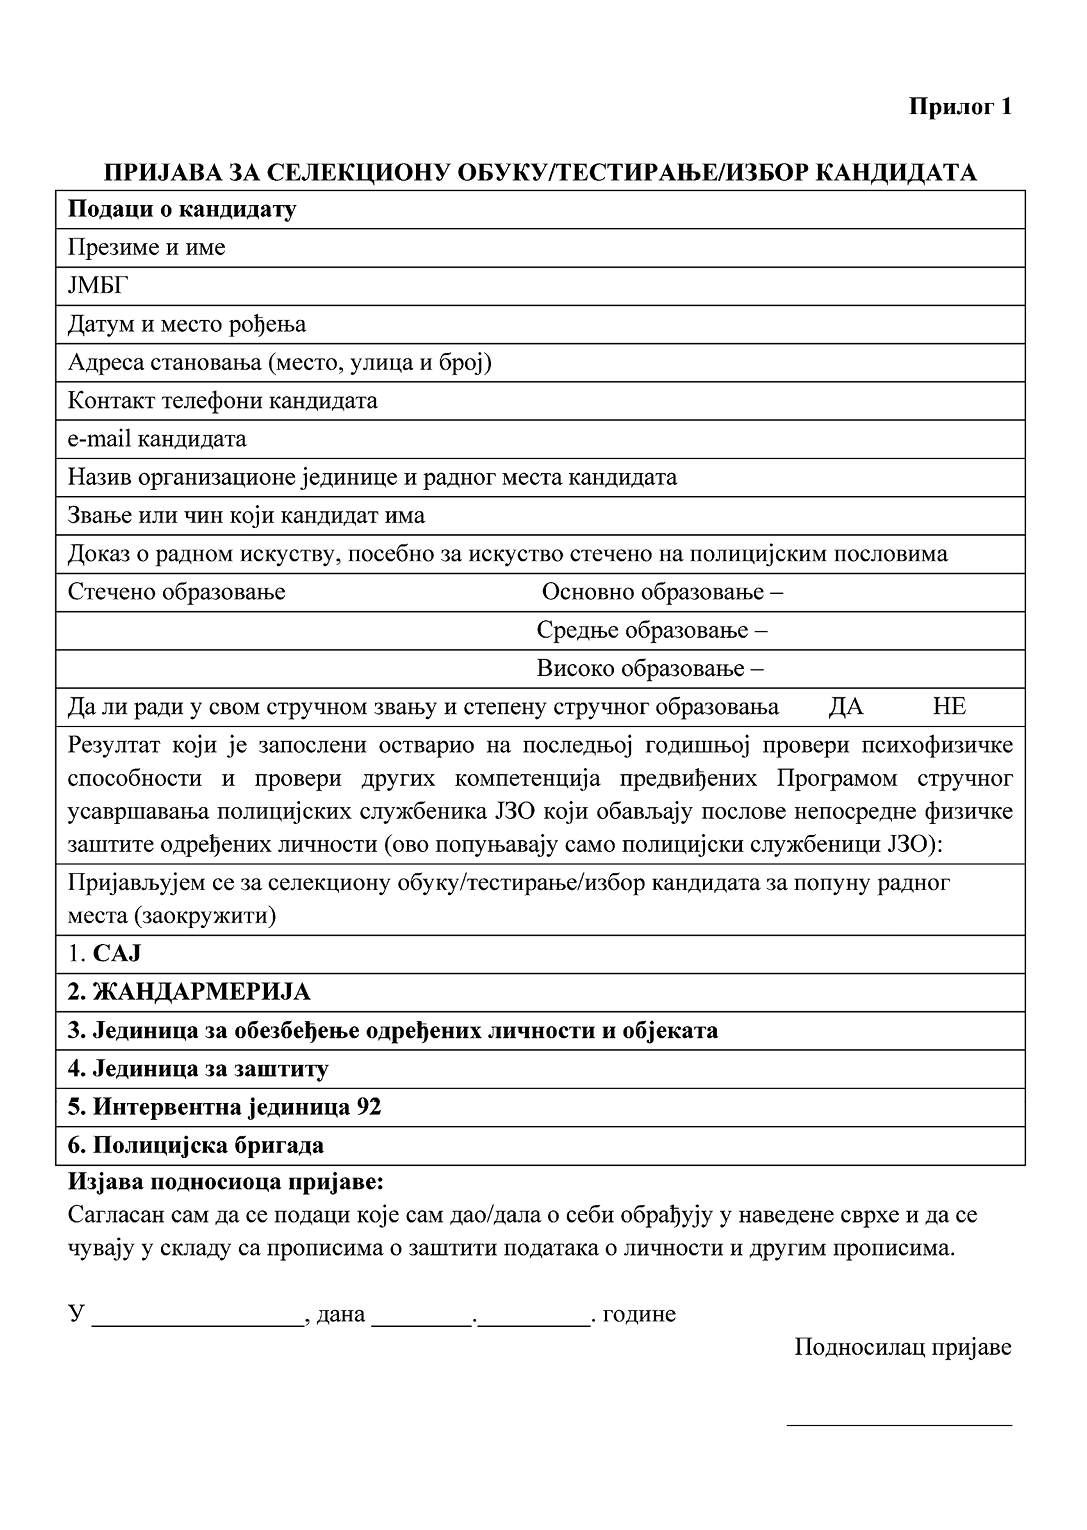 Прилог 1
ПРИЈАВА ЗА СЕЛЕКЦИОНУ ОБУКУ/ТЕСТИРАЊЕ/ИЗБОР КАНДИДАТА
Подаци о кандидату
Презиме и име
ЈМБГ
Датум и место рођења
Адреса становања (место, улица и број)
Контакт телефони кандидата
e-mail кандидата
Назив организационе јединице и радног места кандидата
Звање или чин који кандидат има
Доказ о радном искуству, посебно за искуство стечено на полицијским пословима
Стечено образовање Основно образовање –
Средње образовање –
Високо образовање –
Да ли ради у свом стручном звању и степену стручног образовања ДА НЕ
Резултат који је запослени остварио на последњој годишњој провери психофизичке
способности и провери других компетенција предвиђених Програмом стручног
усавршавања полицијских службеника ЈЗО који обављају послове непосредне физичке
заштите одређених личности (ово попуњавају само полицијски службеници ЈЗО):
Пријављујем се за селекциону обуку/тестирање/избор кандидата за попуну радног
места (заокружити)
1. САЈ
2. ЖАНДАРМЕРИЈА
3. Јединица за обезбеђење одређених личности и објеката
4. Јединица за заштиту
5. Интервентна јединица 92
6. Полицијска бригада
Изјава подносиоца пријаве:
Сагласан сам да се подаци које сам дао/дала о себи обрађују у наведене сврхе и да се
чувају у складу са прописима о заштити података о личности и другим прописима.
У _________________, дана ________._________. године
Подносилац пријаве
__________________